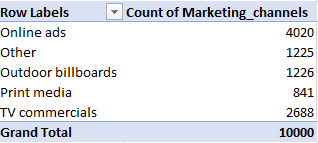 Row Labels Count of Marketing_channels
Online ads 4020
Other 1225
Outdoor billboards 1226
Print media 841
TV commercials 2688
Grand Total 10000